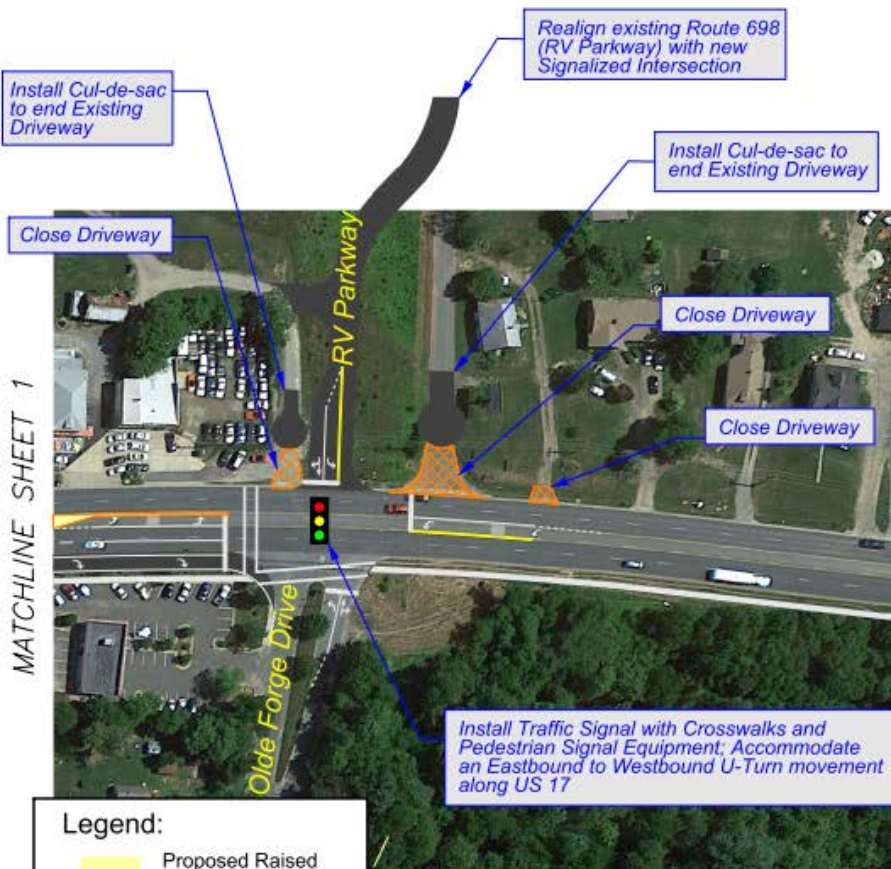 Realign existing Route 698
(RV Parkway) with new
Signalized Intersection
Install Cul-de-sac
to end Existing
Driveway
Install Cul-de-sac to
end Existing Driveway
Close Driveway
RV Parkway
Close Driveway
Close Driveway
MATCHLINE SHEET 1
Olde Forge Drive
Install Traffic Signal with Crosswalks and
Pedestrian Signal Equipment; Accommodate
an Eastbound to Westbound U-Turn movement
along US 17
Legend:
Proposed Raised